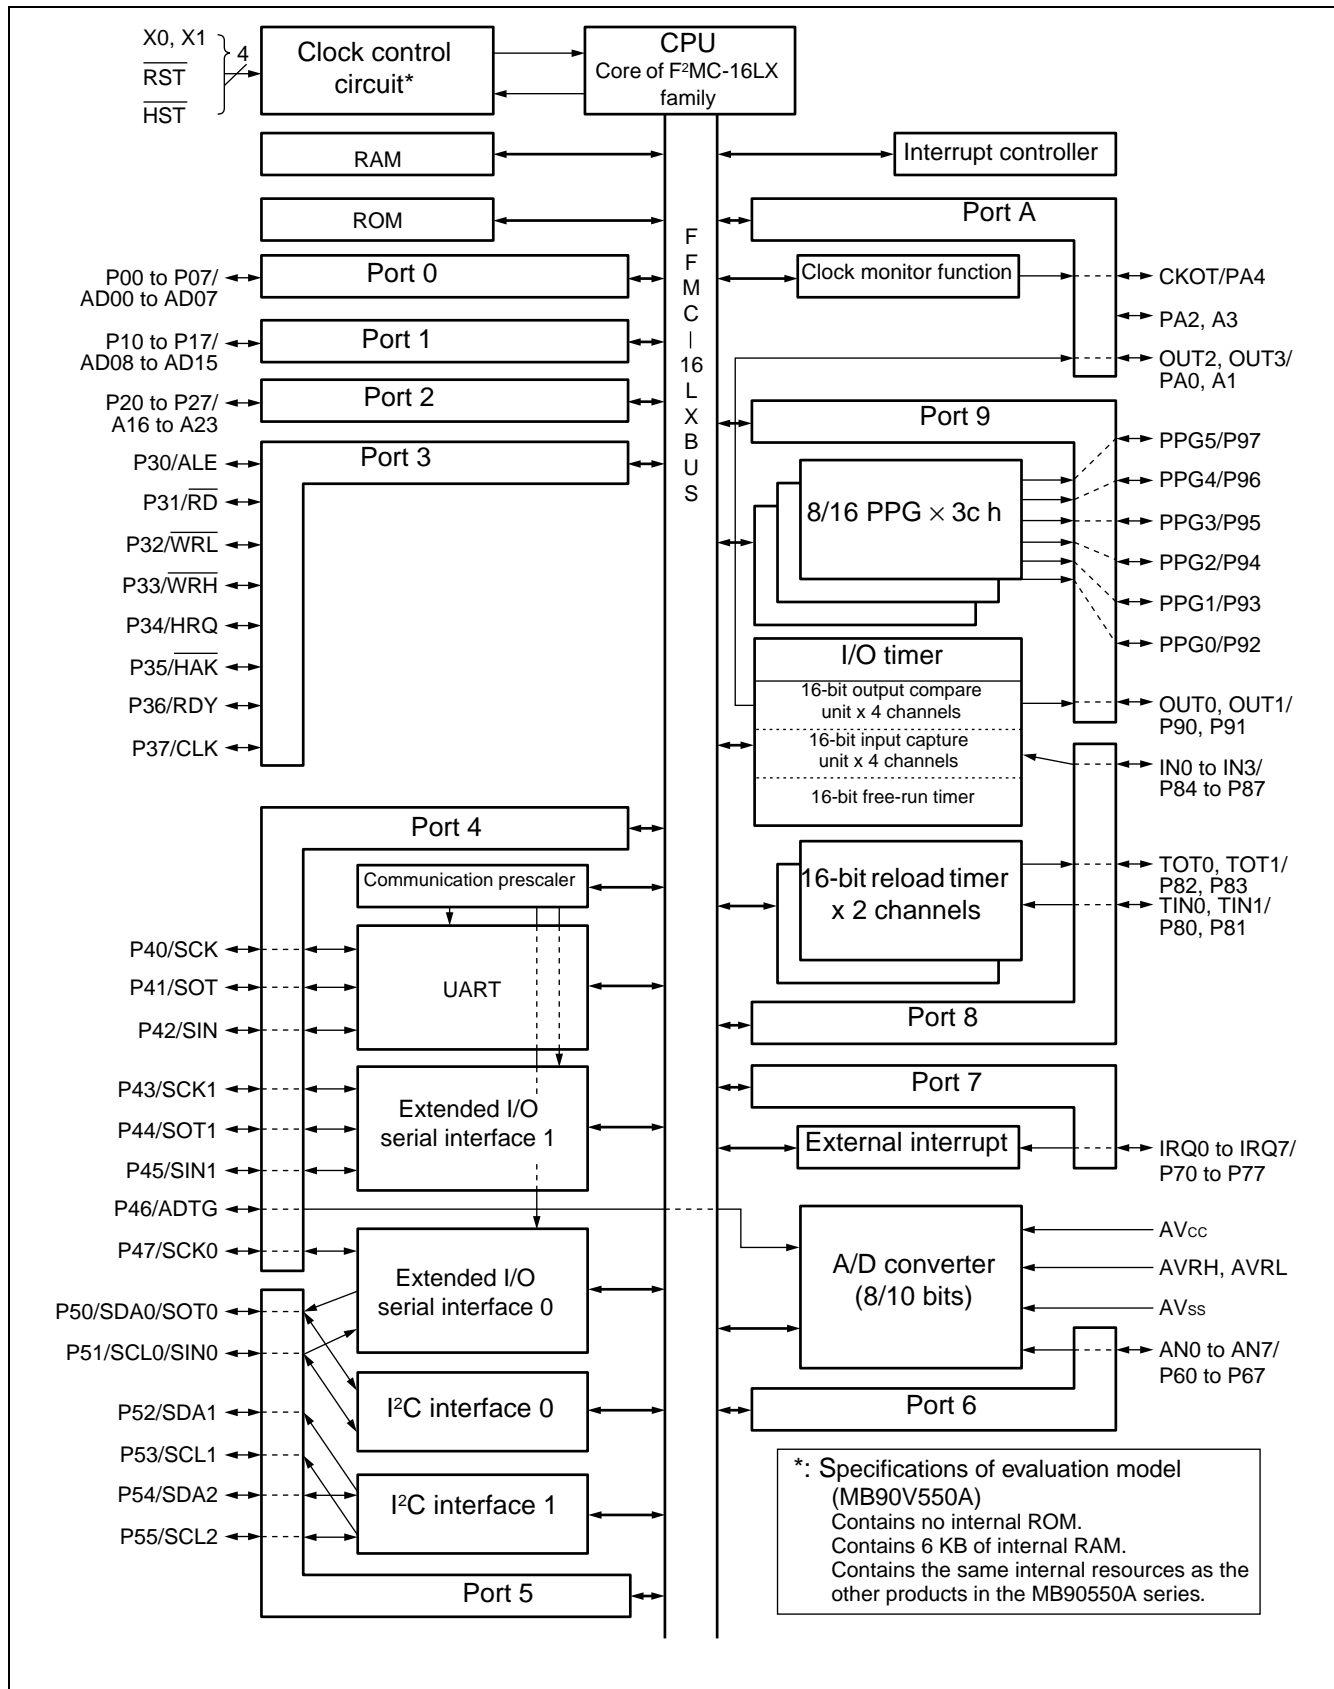 X0, X1
RST
HST
4
Clock control
circuit*
CPU
Core of F²MC-16LX
family
RAM
ROM
Port 0
P00 to P07/
AD00 to AD07
Port 1
P10 to P17/
AD08 to AD15
Port 2
P20 to P27/
A16 to A23
Port 3
P30/ALE
P31/RD
P32/WRL
P33/WRH
P34/HRQ
P35/HAK
P36/RDY
P37/CLK
Port 4
Communication prescaler
UART
P40/SCK
P41/SOT
P42/SIN
P43/SCK1
P44/SOT1
P45/SIN1
Extended I/O
serial interface 1
P46/ADTG
P47/SCK0
Extended I/O
serial interface 0
P50/SDA0/SOT0
P51/SCL0/SIN0
I²C interface 0
P52/SDA1
P53/SCL1
P54/SDA2
P55/SCL2
I²C interface 1
Port 5
F
F
M
C
|
16
L
X
B
U
S
Interrupt controller
Port A
Clock monitor function
CKOT/PA4
PA2, A3
OUT2, OUT3/
PA0, A1
Port 9
8/16 PPG × 3c h
PPG5/P97
PPG4/P96
PPG3/P95
PPG2/P94
PPG1/P93
PPG0/P92
I/O timer
16-bit output compare
unit x 4 channels
16-bit input capture
unit x 4 channels
16-bit free-run timer
OUT0, OUT1/
P90, P91
IN0 to IN3/
P84 to P87
16-bit reload timer
x 2 channels
TOT0, TOT1/
P82, P83
TIN0, TIN1/
P80, P81
Port 8
Port 7
External interrupt
IRQ0 to IRQ7/
P70 to P77
A/D converter
(8/10 bits)
AVCC
AVRH, AVRL
AVSS
AN0 to AN7/
P60 to P67
Port 6
*: Specifications of evaluation model
(MB90V550A)
Contains no internal ROM.
Contains 6 KB of internal RAM.
Contains the same internal resources as the
other products in the MB90550A series.